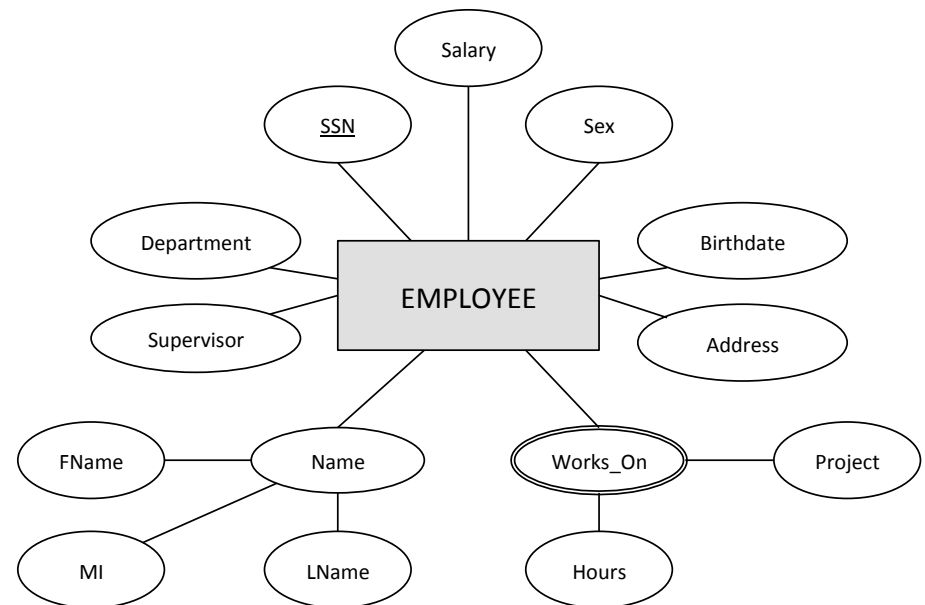 Salary
SSN
Sex
Department
Birthdate
EMPLOYEE
Supervisor
Address
FName
Name
Works_On
Project
MI
LName
Hours